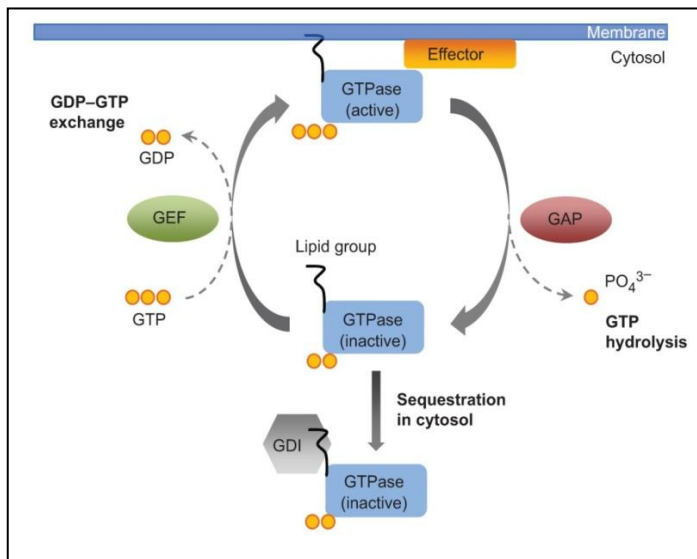 Membrane
Effector
Cytosol
GTPase
(active)
GDP–GTP
exchange
GDP
GEF
GAP
Lipid group
GTP
GTPase
(inactive)
PO₄³⁻
GTP
hydrolysis
Sequestration
in cytosol
GDI
GTPase
(inactive)